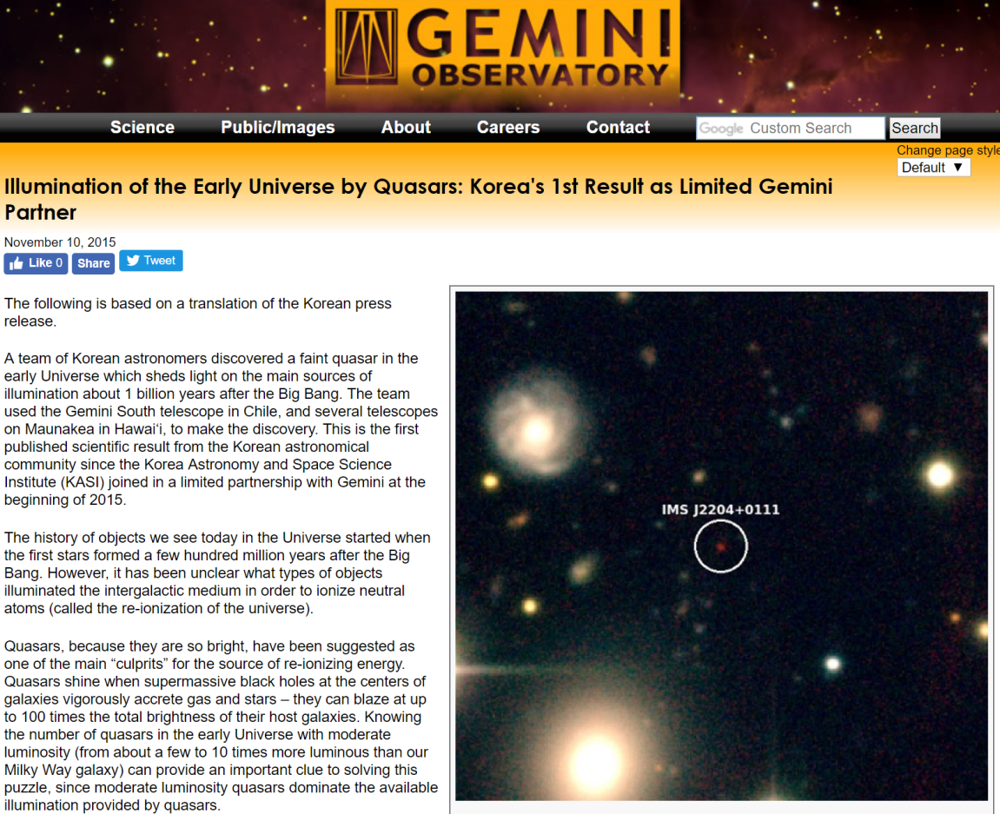 GEMINI
OBSERVATORY
Science Public/Images About Careers Contact Google Custom Search Search
Change page style
Default ▼
Illumination of the Early Universe by Quasars: Korea's 1st Result as Limited Gemini
Partner
November 10, 2015
Like 0 Share Tweet
The following is based on a translation of the Korean press
release.
A team of Korean astronomers discovered a faint quasar in the
early Universe which sheds light on the main sources of
illumination about 1 billion years after the Big Bang. The team
used the Gemini South telescope in Chile, and several telescopes
on Maunakea in Hawai‘i, to make the discovery. This is the first
published scientific result from the Korean astronomical
community since the Korea Astronomy and Space Science
Institute (KASI) joined in a limited partnership with Gemini at the
beginning of 2015.
The history of objects we see today in the Universe started when
the first stars formed a few hundred million years after the Big
Bang. However, it has been unclear what types of objects
illuminated the intergalactic medium in order to ionize neutral
atoms (called the re-ionization of the universe).
Quasars, because they are so bright, have been suggested as
one of the main “culprits” for the source of re-ionizing energy.
Quasars shine when supermassive black holes at the centers of
galaxies vigorously accrete gas and stars – they can blaze at up
to 100 times the total brightness of their host galaxies. Knowing
the number of quasars in the early Universe with moderate
luminosity (from about a few to 10 times more luminous than our
Milky Way galaxy) can provide an important clue to solving this
puzzle, since moderate luminosity quasars dominate the available
illumination provided by quasars.
IMS J2204+0111